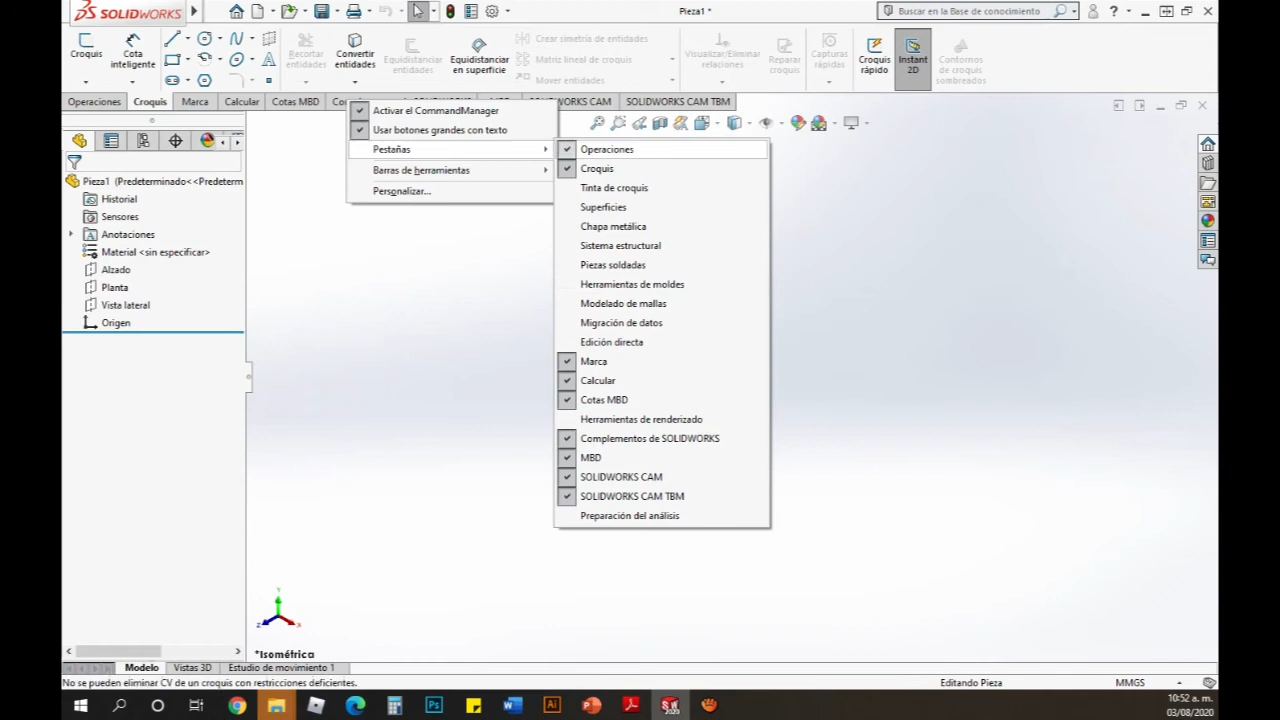 SOLIDWORKS
Pieza1 *
Buscar en la Base de conocimiento
Croquis
Cota inteligente
Recortar entidades
Convertir entidades
Equidistanciar entidades
Equidistanciar en superficie
Crear simetría de entidades
Matriz lineal de croquis
Mover entidades
Visualizar/Eliminar relaciones
Reparar croquis
Capturas rápidas
Croquis rápido
Instant 2D
Contornos de croquis sombreados
Operaciones
Croquis
Marca
Calcular
Cotas MBD
SOLIDWORKS CAM TBM
Activar el CommandManager
Usar botones grandes con texto
Pestañas
Barras de herramientas
Personalizar...
Operaciones
Croquis
Tinta de croquis
Superficies
Chapa metálica
Sistema estructural
Piezas soldadas
Herramientas de moldes
Modelado de mallas
Migración de datos
Edición directa
Marca
Calcular
Cotas MBD
Herramientas de renderizado
Complementos de SOLIDWORKS
MBD
SOLIDWORKS CAM
SOLIDWORKS CAM TBM
Preparación del análisis
Pieza1 (Predeterminado<<Predeterm
Historial
Sensores
Anotaciones
Material <sin especificar>
Alzado
Planta
Vista lateral
Origen
Y
Z
X
*Isométrica
Modelo
Vistas 3D
Estudio de movimiento 1
No se pueden eliminar CV de un croquis con restricciones deficientes.
Editando Pieza
MMGS
10:52 a. m.
03/08/2020